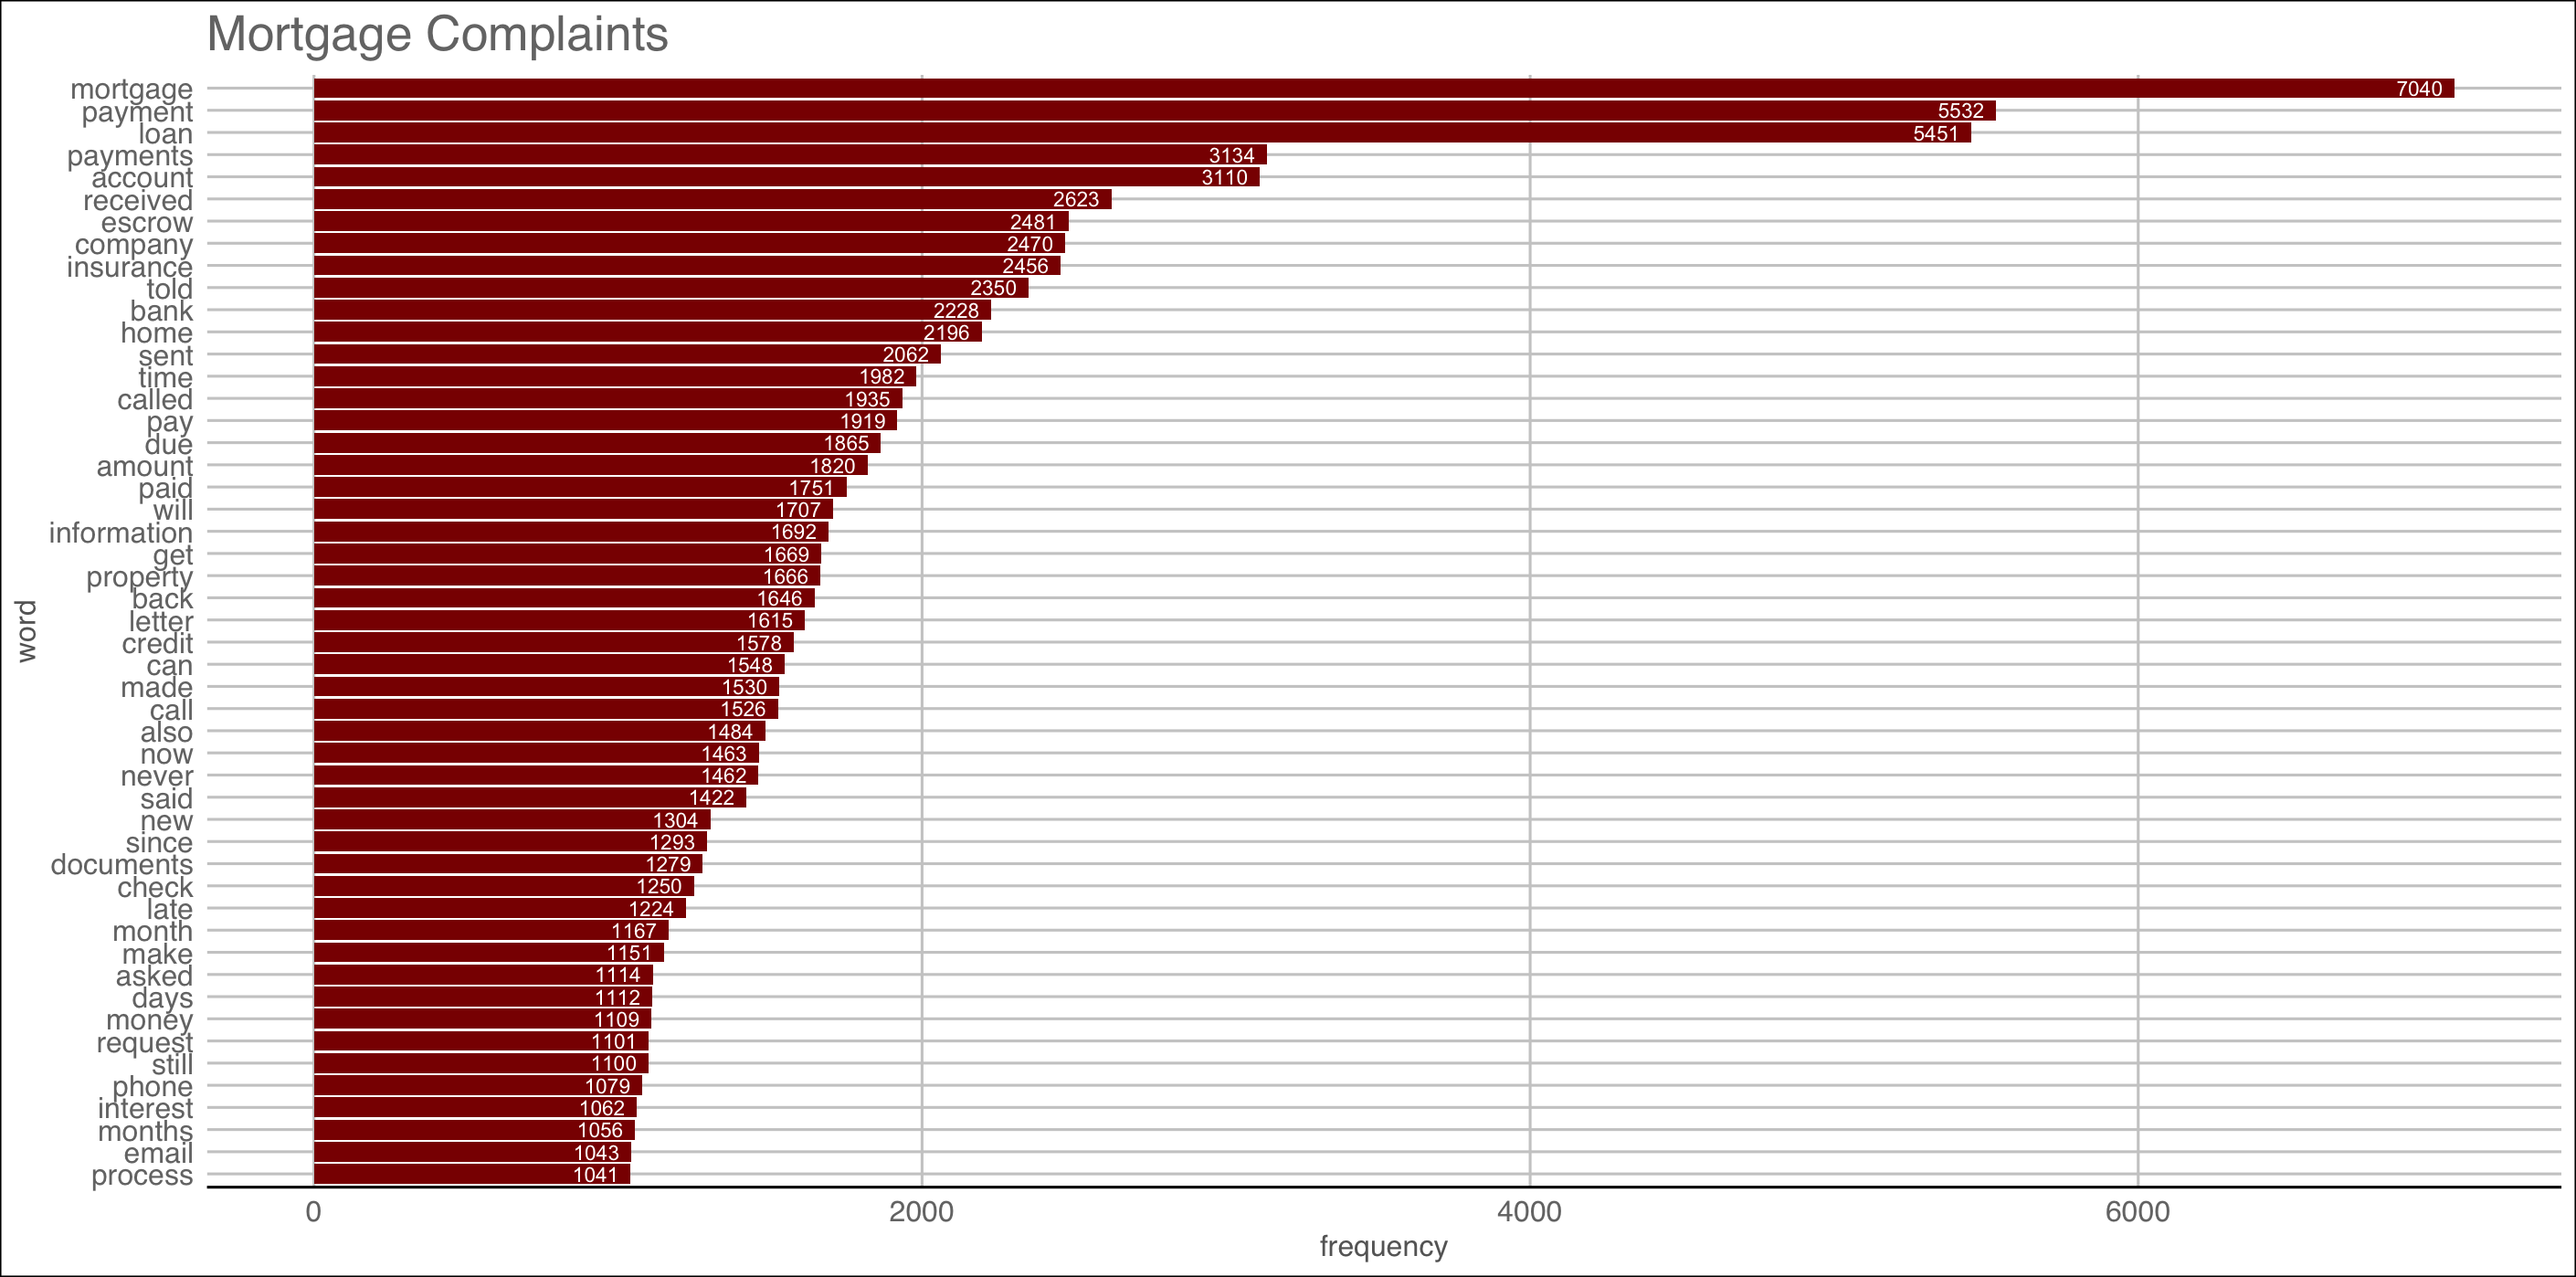 Mortgage Complaints
mortgage 7040
payment 5532
loan 5451
payments 3134
account 3110
received 2623
escrow 2481
company 2470
insurance 2456
told 2350
bank 2228
home 2196
sent 2062
time 1982
called 1935
pay 1919
due 1865
amount 1820
paid 1751
will 1707
information 1692
get 1669
property 1666
back 1646
letter 1615
credit 1578
can 1548
made 1530
call 1526
also 1484
now 1463
never 1462
said 1422
new 1304
since 1293
documents 1279
check 1250
late 1224
month 1167
make 1151
asked 1114
days 1112
money 1109
request 1101
still 1100
phone 1079
interest 1062
months 1056
email 1043
process 1041
word
0 2000 4000 6000
frequency